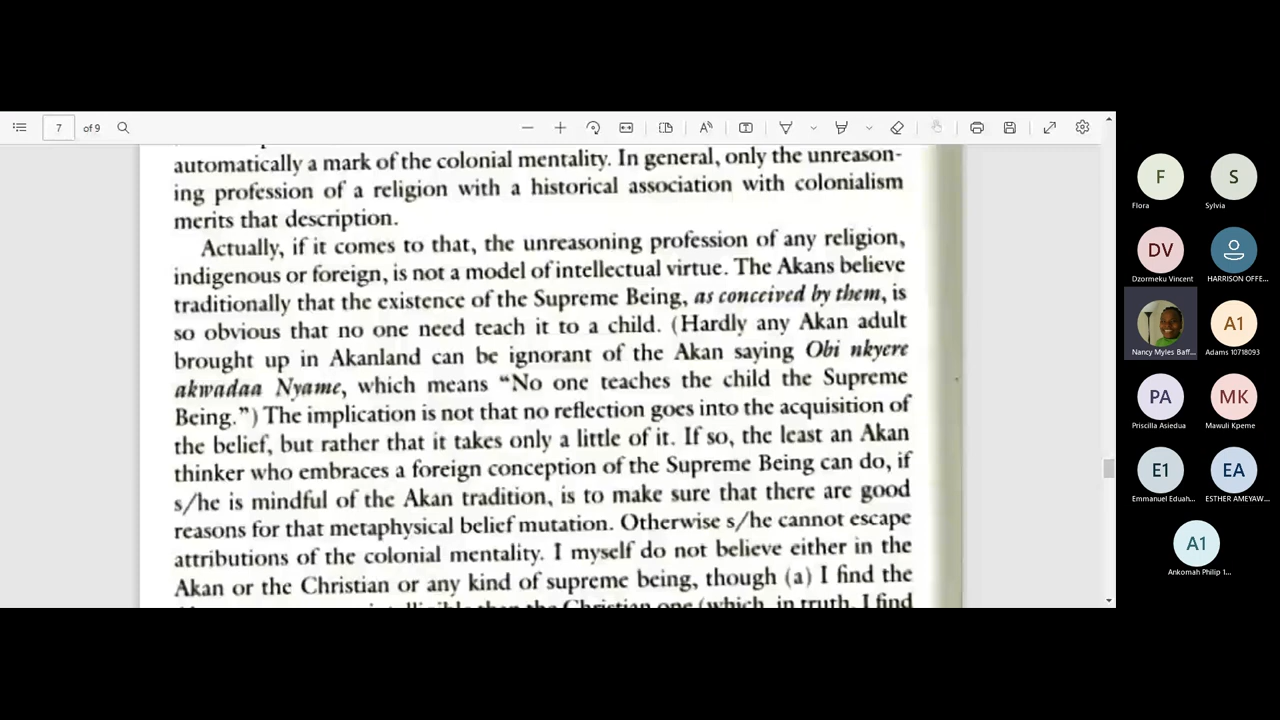 7
of 9
automatically a mark of the colonial mentality. In general, only the unreason-
ing profession of a religion with a historical association with colonialism
merits that description.
Actually, if it comes to that, the unreasoning profession of any religion,
indigenous or foreign, is not a model of intellectual virtue. The Akans believe
traditionally that the existence of the Supreme Being, as conceived by them, is
so obvious that no one need teach it to a child. (Hardly any Akan adult
brought up in Akanland can be ignorant of the Akan saying Obi nkyere
akwadaa Nyame, which means “No one teaches the child the Supreme
Being.”) The implication is not that no reflection goes into the acquisition of
the belief, but rather that it takes only a little of it. If so, the least an Akan
thinker who embraces a foreign conception of the Supreme Being can do, if
s/he is mindful of the Akan tradition, is to make sure that there are good
reasons for that metaphysical belief mutation. Otherwise s/he cannot escape
attributions of the colonial mentality. I myself do not believe either in the
Akan or the Christian or any kind of supreme being, though (a) I find the
than the Christian one (which, in truth, I find
F
Flora
S
Sylvia
DV
Dzormeku Vincent
HARRISON OFFE...
Nancy Myles Baff...
A1
Adams 10718093
PA
Priscilla Asiedua
MK
Mawuli Kpeme
E1
Emmanuel Eduah...
EA
ESTHER AMEYAW...
A1
Ankomah Philip 1...